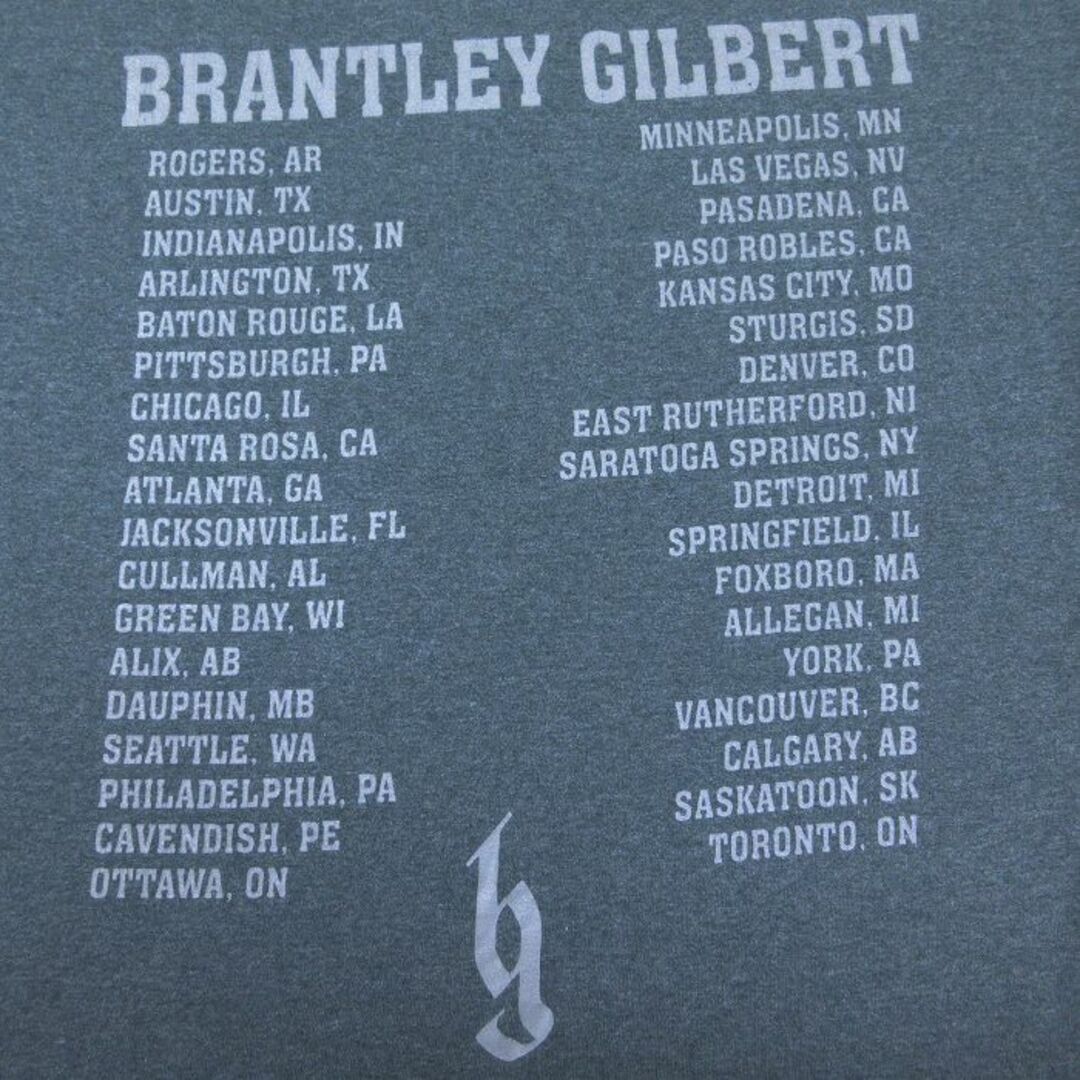 BRANTLEY GILBERT
ROGERS, AR
AUSTIN, TX
INDIANAPOLIS, IN
ARLINGTON, TX
BATON ROUGE, LA
PITTSBURGH, PA
CHICAGO, IL
SANTA ROSA, CA
ATLANTA, GA
JACKSONVILLE, FL
CULLMAN, AL
GREEN BAY, WI
ALIX, AB
DAUPHIN, MB
SEATTLE, WA
PHILADELPHIA, PA
CAVENDISH, PE
OTTAWA, ON
MINNEAPOLIS, MN
LAS VEGAS, NV
PASADENA, CA
PASO ROBLES, CA
KANSAS CITY, MO
STURGIS, SD
DENVER, CO
EAST RUTHERFORD, NJ
SARATOGA SPRINGS, NY
DETROIT, MI
SPRINGFIELD, IL
FOXBORO, MA
ALLEGAN, MI
YORK, PA
VANCOUVER, BC
CALGARY, AB
SASKATOON, SK
TORONTO, ON
bg